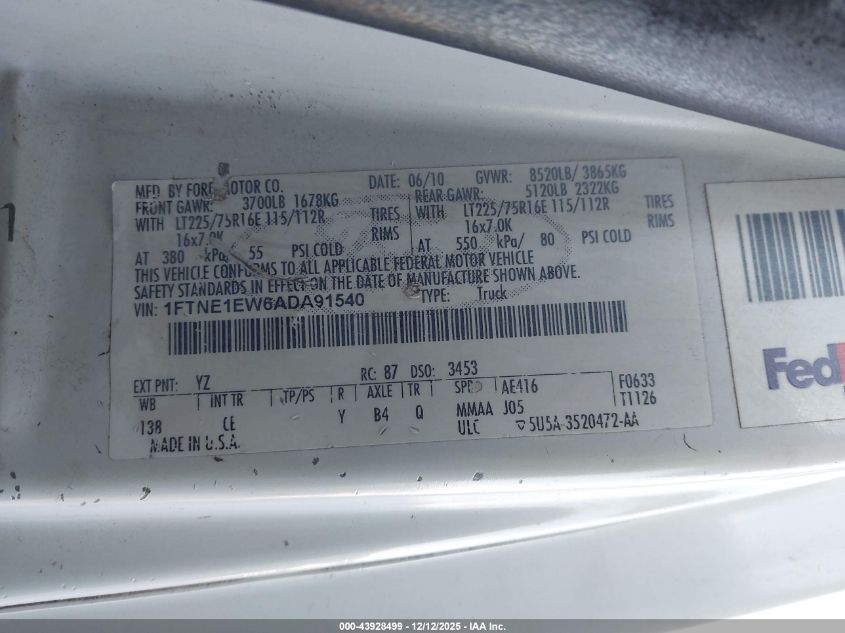 MFD BY FORD MOTOR CO.
DATE: 06/10 GVWR: 8520LB/ 3865KG
FRONT GAWR: 3700LB 1678KG
REAR GAWR: 5120LB 2322KG
WITH LT225/75R16E 115/112R TIRES
WITH LT225/75R16E 115/112R TIRES
16x7.0K RIMS
16x7.0K RIMS
AT 380 kPa/ 55 PSI COLD
AT 550 kPa/ 80 PSI COLD
THIS VEHICLE CONFORMS TO ALL APPLICABLE FEDERAL MOTOR VEHICLE
SAFETY STANDARDS IN EFFECT ON THE DATE OF MANUFACTURE SHOWN ABOVE.
VIN: 1FTNE1EW6ADA91540
TYPE: Truck
EXT PNT: YZ RC: 87 DSO: 3453
WB INT TR TP/PS R AXLE TR SPRG AE416 F0633
138 CE Y B4 Q MMAA J05 T1126
MADE IN U.S.A. ULC 5U5A-3520472-AA
Fed
000-43928499 - 12/12/2025 - IAA Inc.